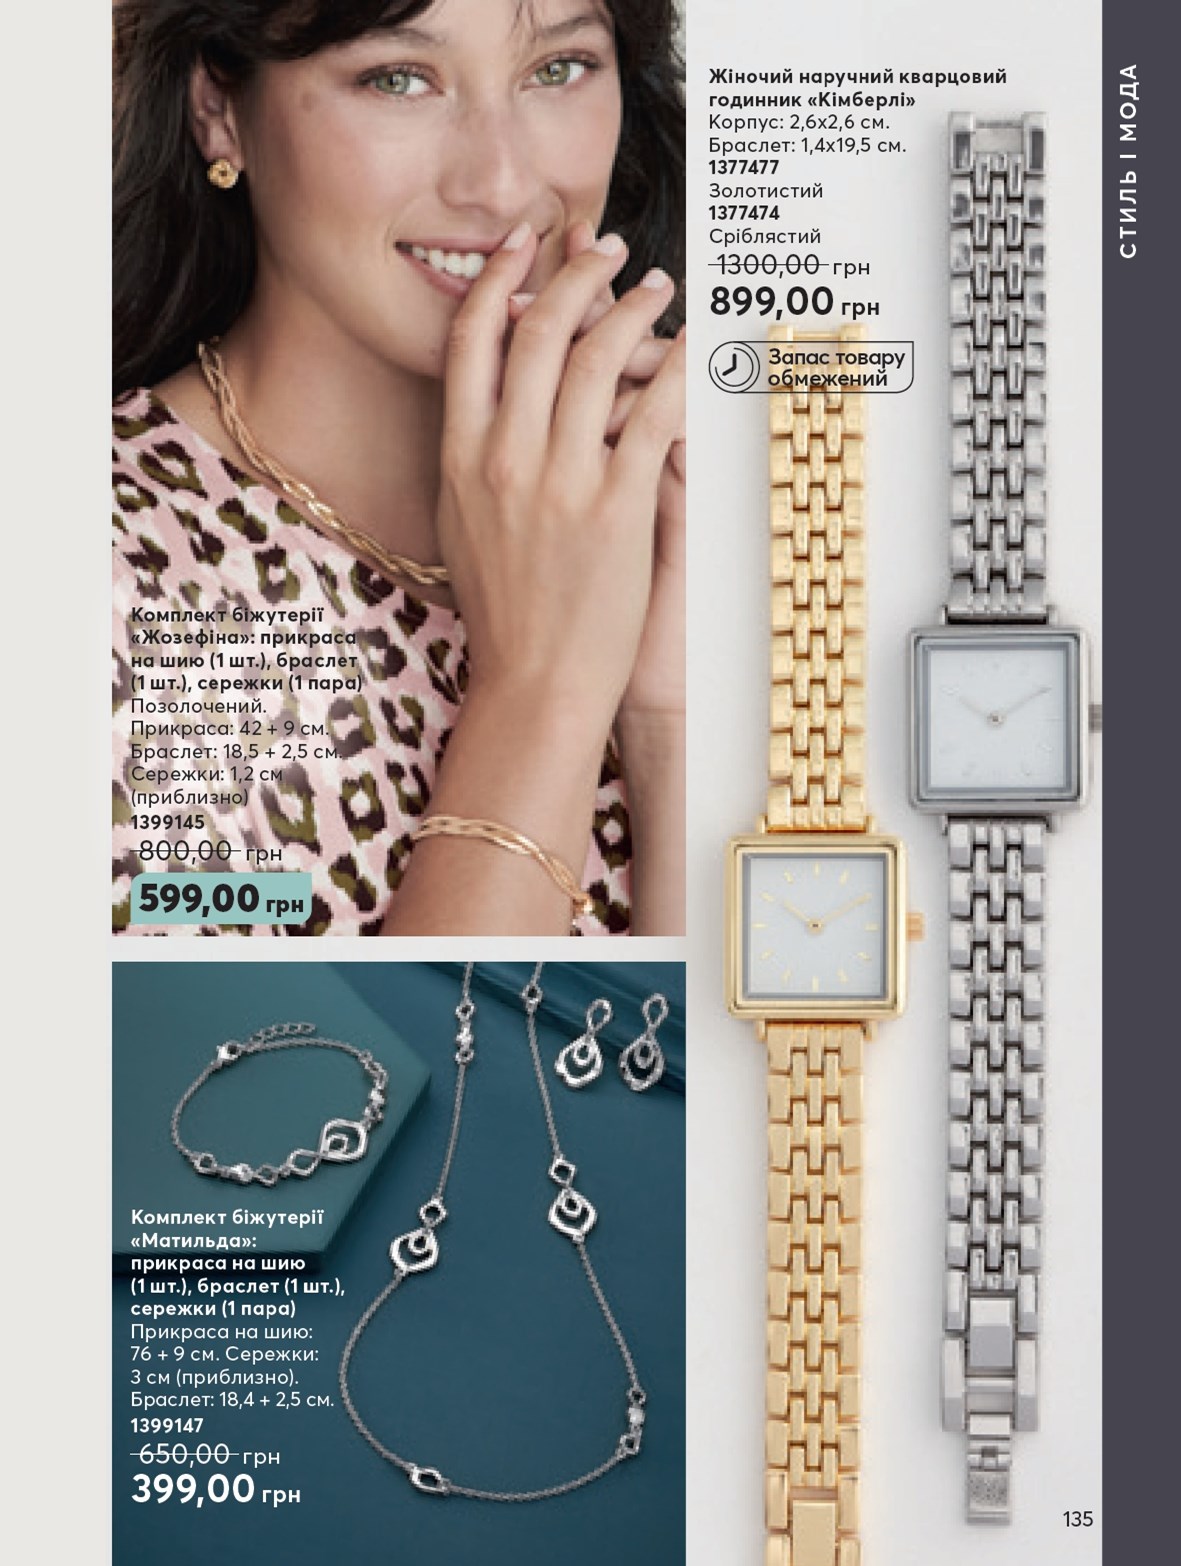 Жіночий наручний кварцовий
годинник «Кімберлі»
Корпус: 2,6х2,6 см.
Браслет: 1,4х19,5 см.
1377477
Золотистий
1377474
Сріблястий
1300,00 грн
899,00 грн
Запас товару
обмежений
СТИЛЬ І МОДА
Комплект біжутерії
«Жозефіна»: прикраса
на шию (1 шт.), браслет
(1 шт.), сережки (1 пара)
Позолочений.
Прикраса: 42 + 9 см.
Браслет: 18,5 + 2,5 см.
Сережки: 1,2 см
(приблизно)
1399145
800,00 грн
599,00 грн
Комплект біжутерії
«Матильда»:
прикраса на шию
(1 шт.), браслет (1 шт.),
сережки (1 пара)
Прикраса на шию:
76 + 9 см. Сережки:
3 см (приблизно).
Браслет: 18,4 + 2,5 см.
1399147
650,00 грн
399,00 грн
135